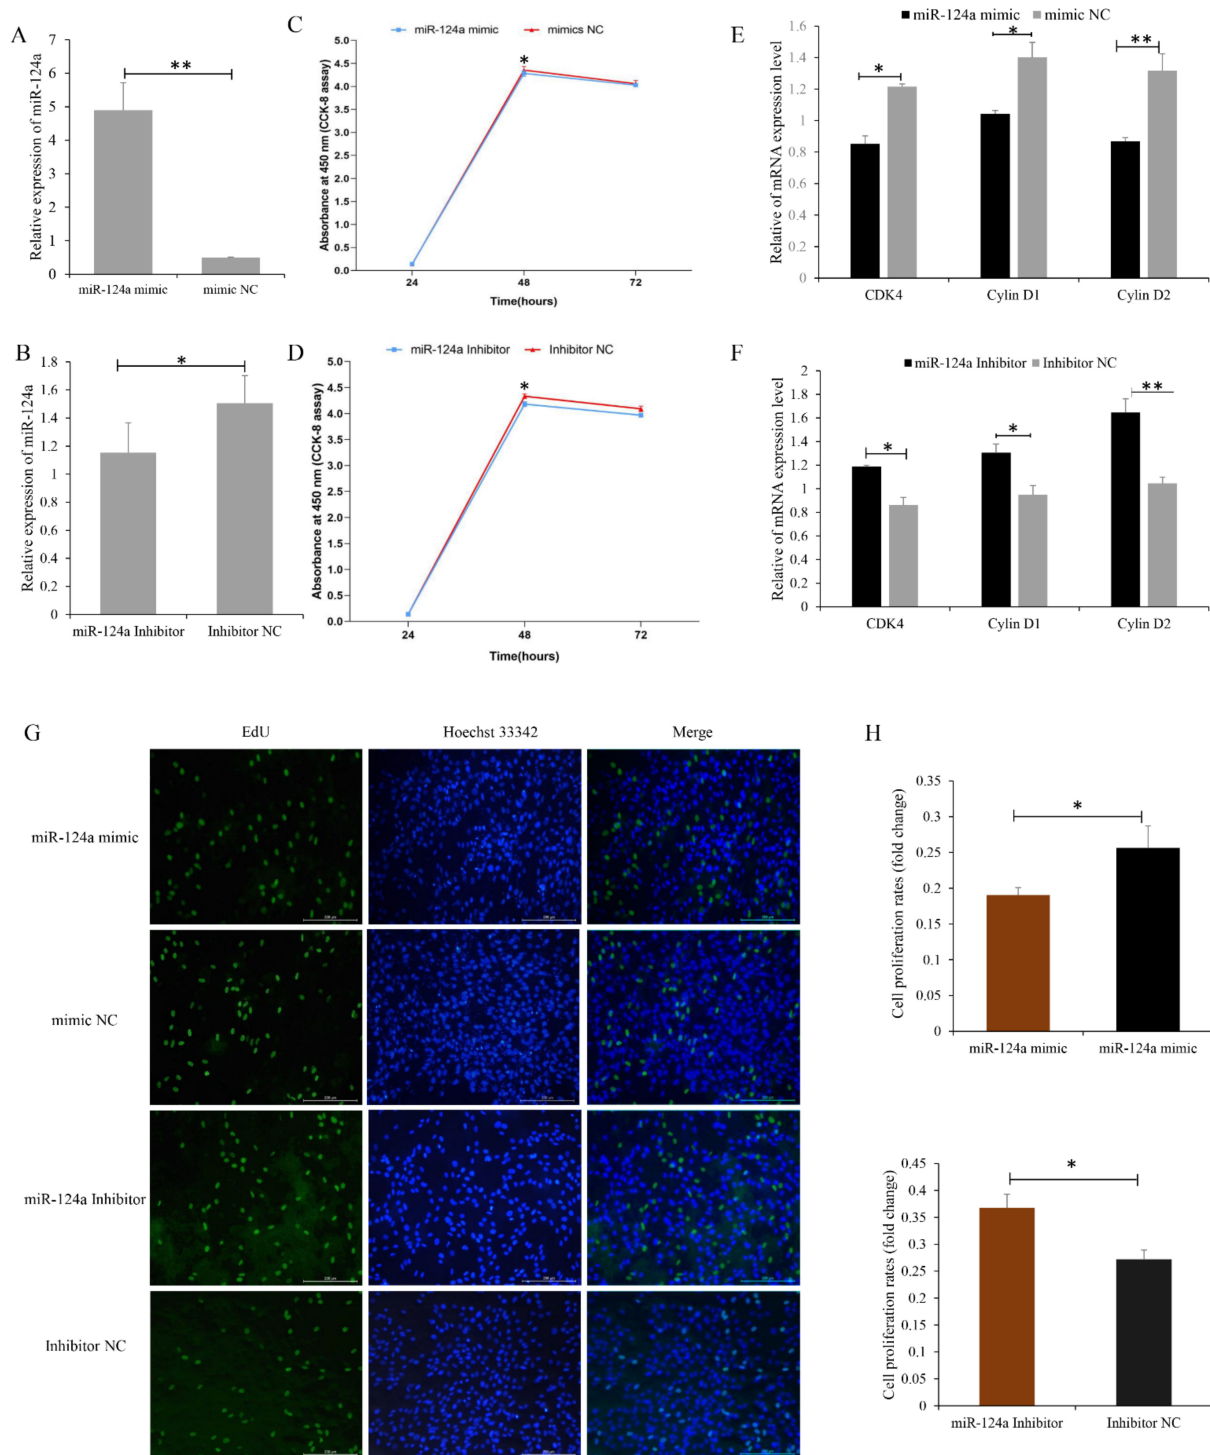 A
Relative expression of miR-124a
7
6
5
4
3
2
1
0
**
miR-124a mimic
mimic NC
C
miR-124a mimic
mimics NC
Absorbance at 450 nm (CCK-8 assay)
5.0
4.5
4.0
3.5
3.0
2.5
2.0
1.5
1.0
0.5
0.0
*
24
48
72
Time(hours)
E
miR-124a mimic
mimic NC
Relative of mRNA expression level
1.6
1.4
1.2
1
0.8
0.6
0.4
0.2
0
*
*
**
CDK4
Cylin D1
Cylin D2
B
Relative expression of miR-124a
1.8
1.6
1.4
1.2
1
0.8
0.6
0.4
0.2
0
*
miR-124a Inhibitor
Inhibitor NC
D
miR-124a Inhibitor
Inhibitor NC
Absorbance at 450 nm (CCK-8 assay)
5.0
4.5
4.0
3.5
3.0
2.5
2.0
1.5
1.0
0.5
0.0
*
24
48
72
Time(hours)
F
miR-124a Inhibitor
Inhibitor NC
Relative of mRNA expression level
2
1.8
1.6
1.4
1.2
1
0.8
0.6
0.4
0.2
0
*
*
**
CDK4
Cylin D1
Cylin D2
G
EdU
Hoechst 33342
Merge
miR-124a mimic
mimic NC
miR-124a Inhibitor
Inhibitor NC
H
Cell proliferation rates (fold change)
0.35
0.3
0.25
0.2
0.15
0.1
0.05
0
*
miR-124a mimic
miR-124a mimic
Cell proliferation rates (fold change)
0.45
0.4
0.35
0.3
0.25
0.2
0.15
0.1
0.05
0
*
miR-124a Inhibitor
Inhibitor NC